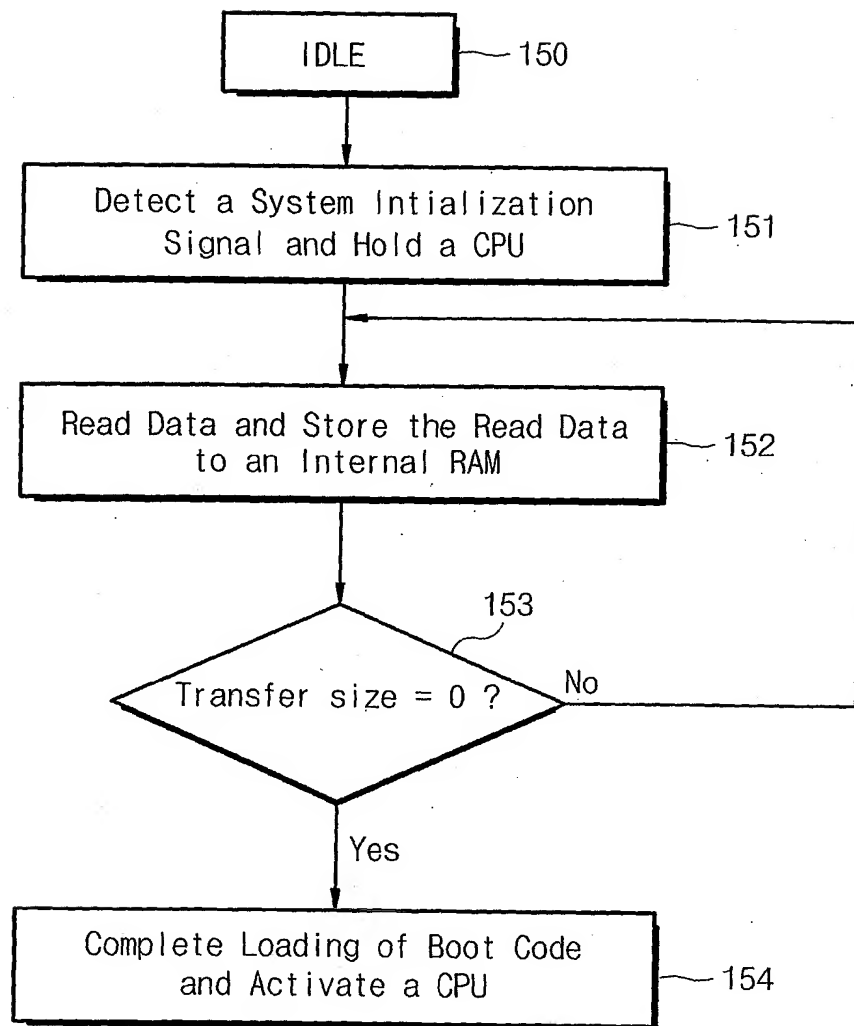 IDLE
150
Detect a System Intialization
Signal and Hold a CPU
151
Read Data and Store the Read Data
to an Internal RAM
152
153
Transfer size = 0 ?
No
Yes
Complete Loading of Boot Code
and Activate a CPU
154